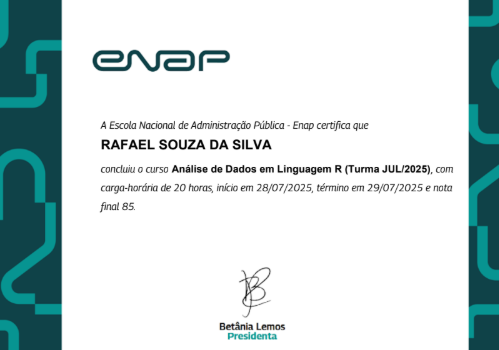 enap
A Escola Nacional de Administração Pública - Enap certifica que
RAFAEL SOUZA DA SILVA
concluiu o curso Análise de Dados em Linguagem R (Turma JUL/2025), com
carga-horária de 20 horas, início em 28/07/2025, término em 29/07/2025 e nota
final 85.
Betânia Lemos
Presidenta